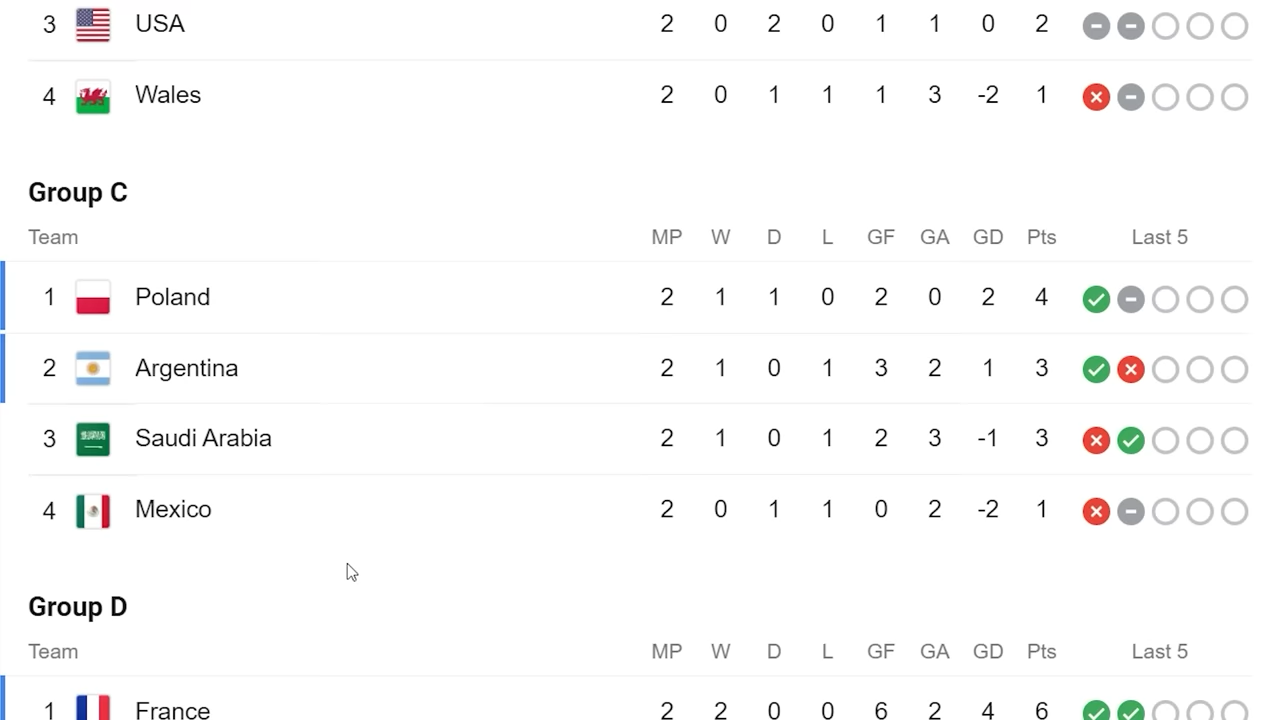 3 USA 2 0 2 0 1 1 0 2
4 Wales 2 0 1 1 1 3 -2 1
Group C
Team MP W D L GF GA GD Pts Last 5
1 Poland 2 1 1 0 2 0 2 4
2 Argentina 2 1 0 1 3 2 1 3
3 Saudi Arabia 2 1 0 1 2 3 -1 3
4 Mexico 2 0 1 1 0 2 -2 1
Group D
Team MP W D L GF GA GD Pts Last 5
1 France 2 2 0 0 6 2 4 6